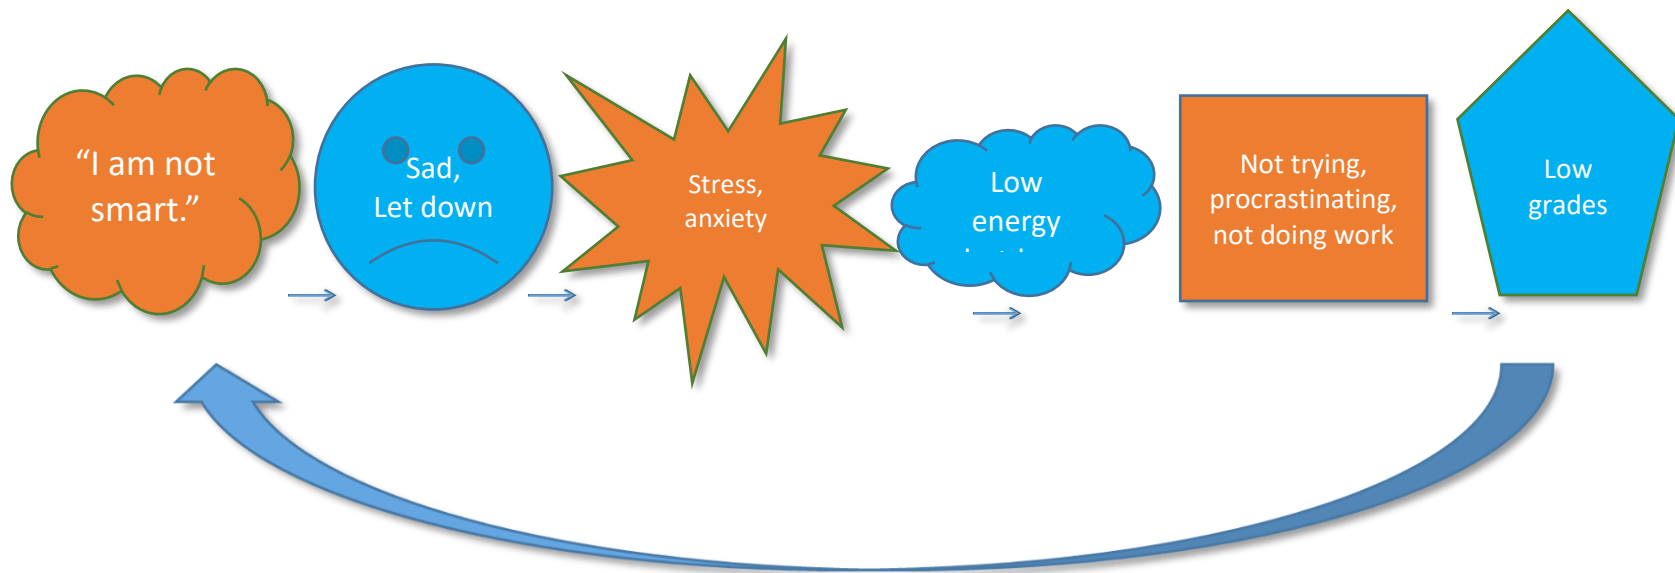 “I am not
smart.”
Sad,
Let down
Stress,
anxiety
Low
energy
Not trying,
procrastinating,
not doing work
Low
grades